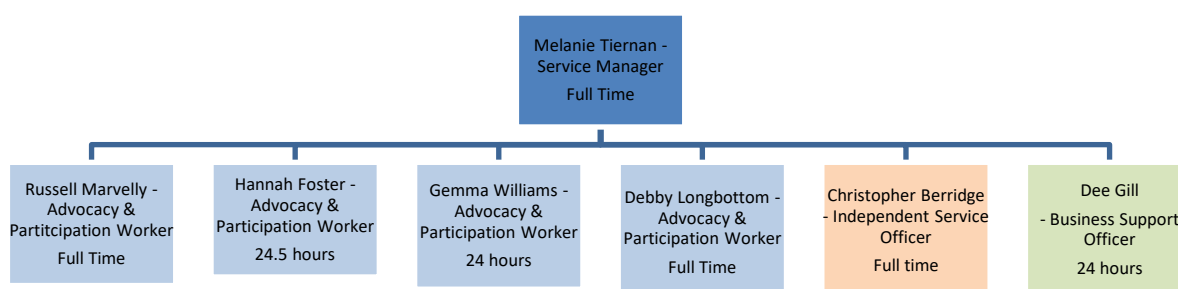 Melanie Tiernan -
Service Manager
Full Time
Russell Marvelly -
Advocacy &
Partitcipation Worker
Full Time
Hannah Foster -
Advocacy &
Participation Worker
24.5 hours
Gemma Williams -
Advocacy &
Participation Worker
24 hours
Debby Longbottom -
Advocacy &
Participation Worker
Full Time
Christopher Berridge
- Independent Service
Officer
Full time
Dee Gill
- Business Support
Officer
24 hours